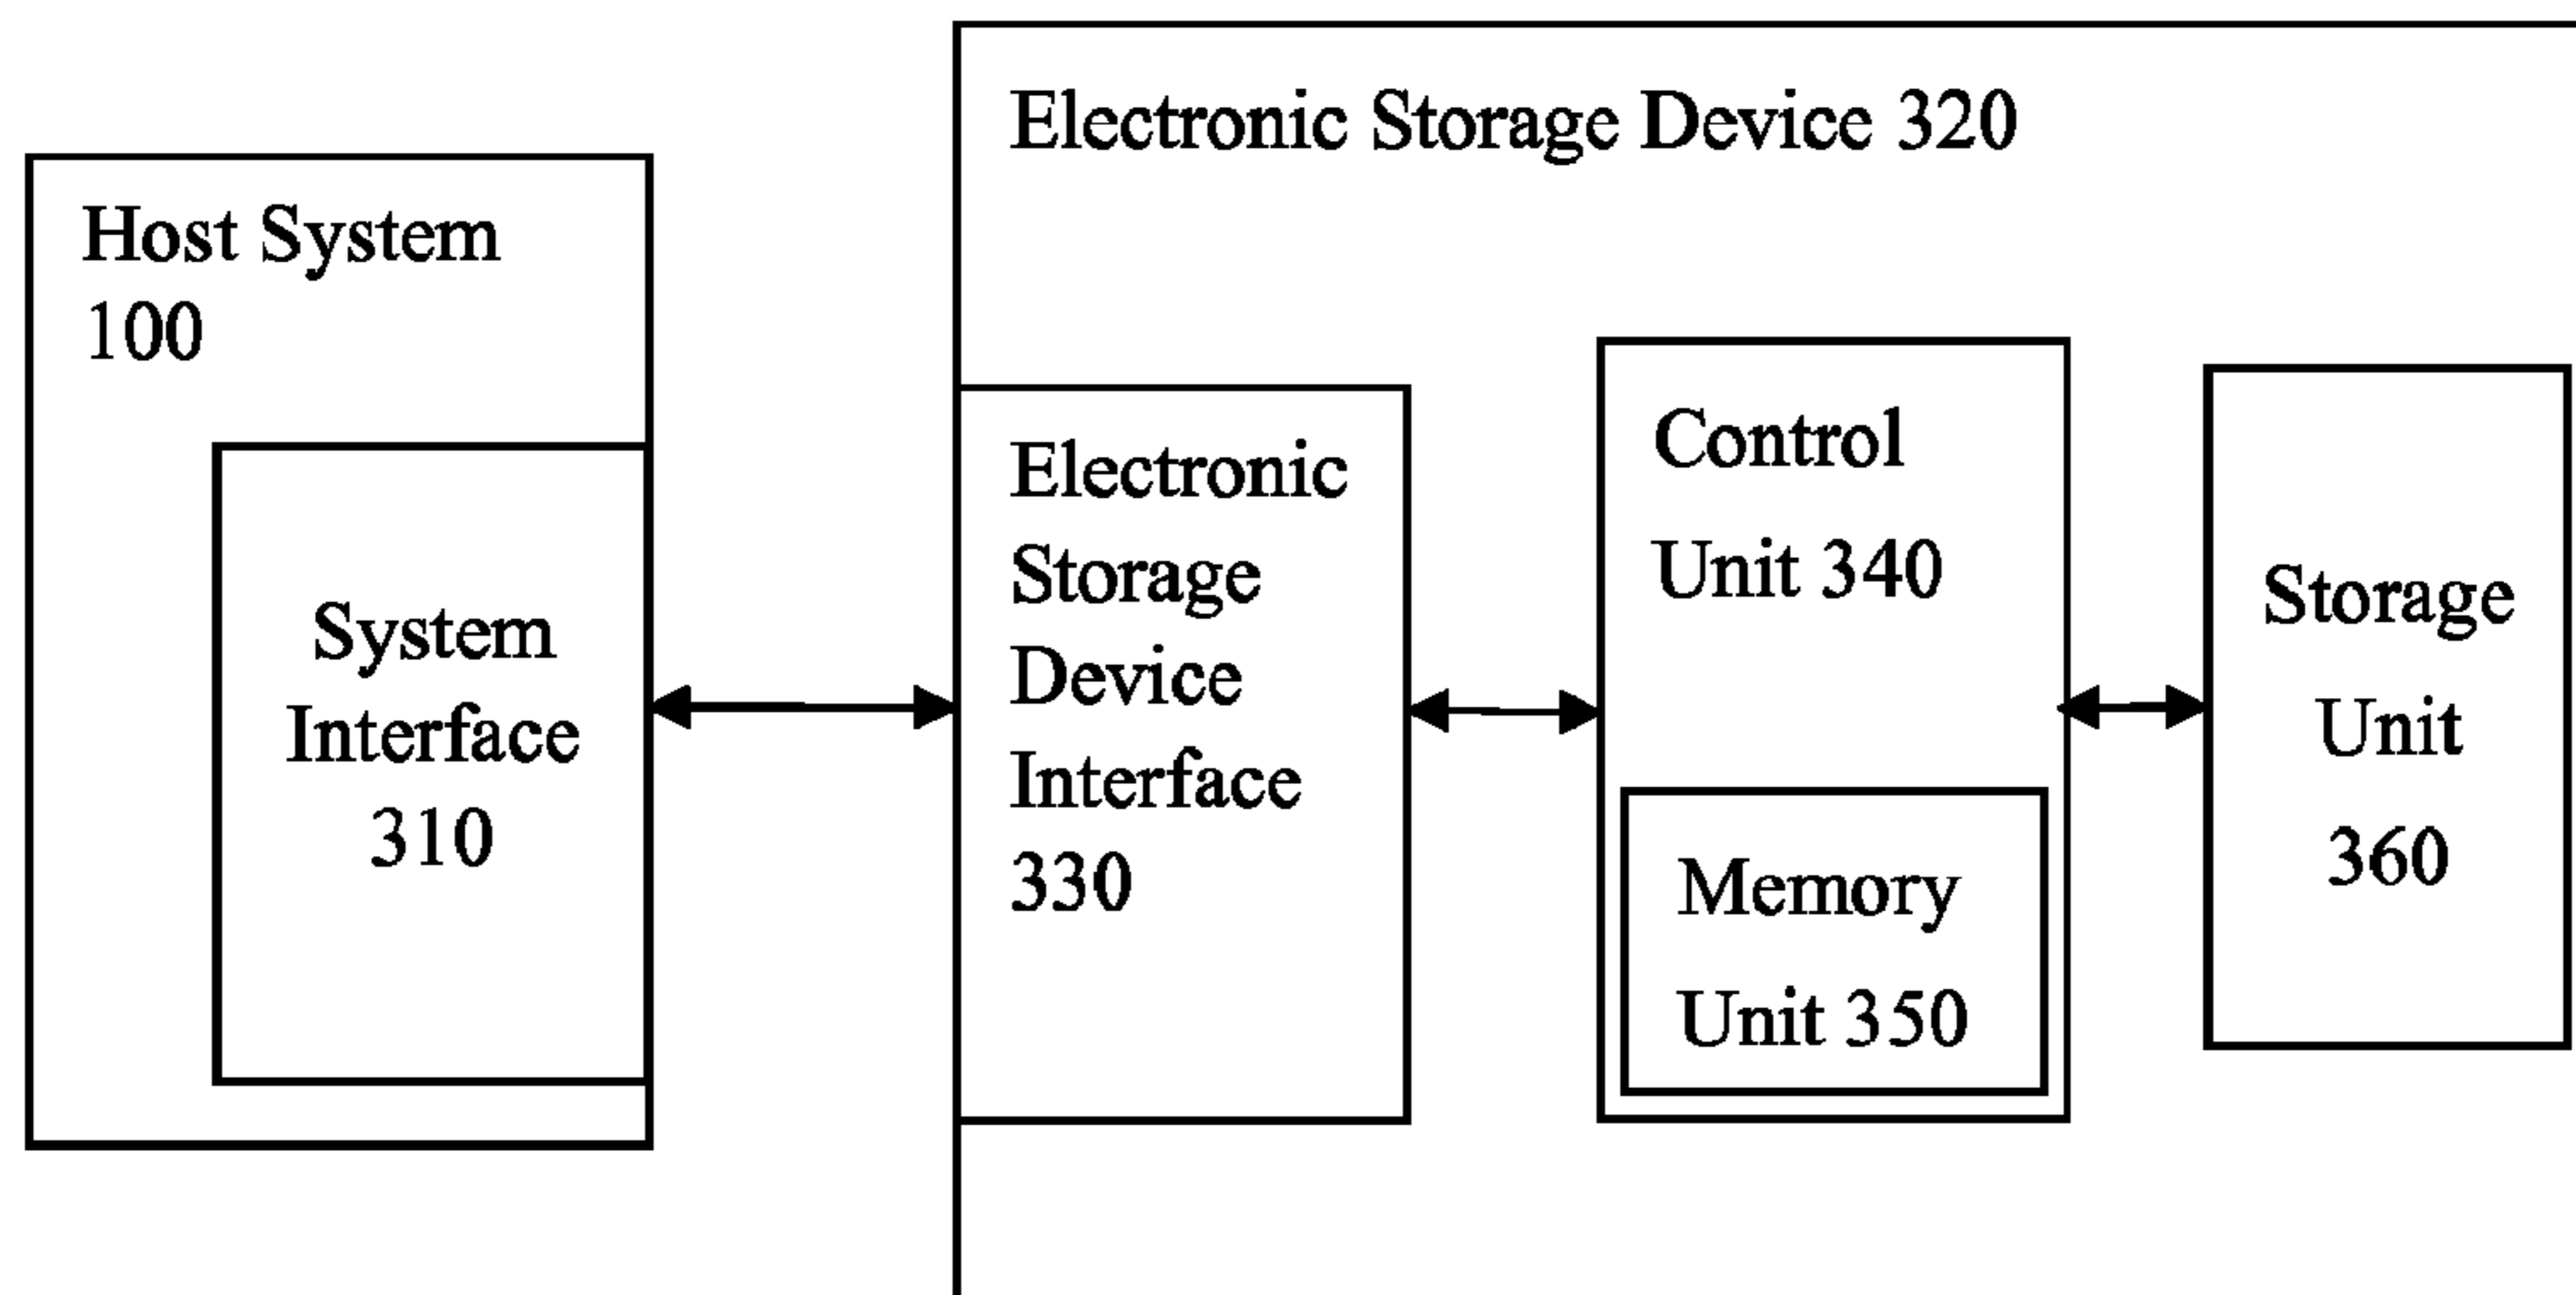 Electronic Storage Device 320
Host System
100
System
Interface
310
Electronic
Storage
Device
Interface
330
Control
Unit 340
Memory
Unit 350
Storage
Unit
360